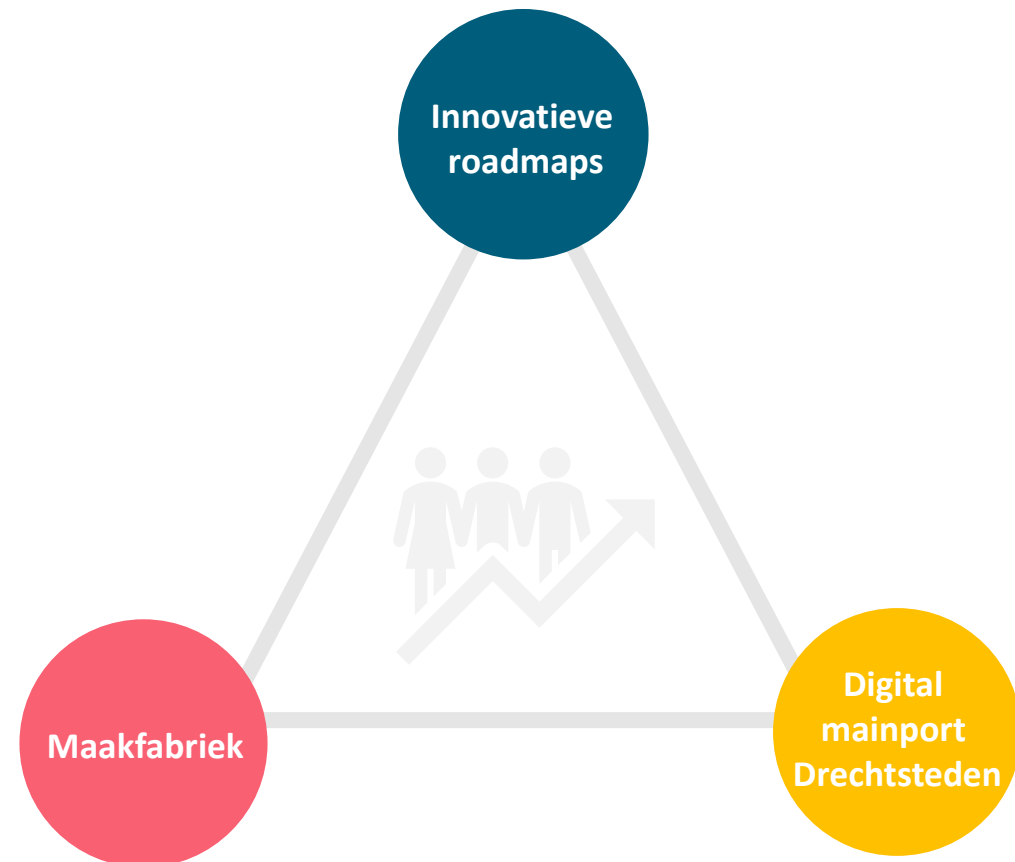 Innovatieve
roadmaps
Maakfabriek
Digital
mainport
Drechtsteden